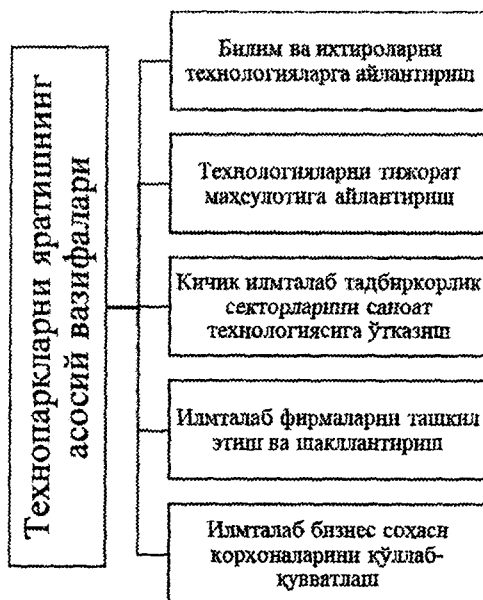 Технопаркларни яратишнинг
асосий вазифалари
Билим ва ихтироларни
технологияларга айлантириш
Технологияларни тижорат
маҳсулотига айлантириш
Кичик илмталаб тадбиркорлик
секторларини саноат
технологиясига ўтказиш
Илмталаб фирмаларни ташкил
этиш ва шакллантириш
Илмталаб бизнес соҳаси
корхоналарини қўллаб-
қувватлаш